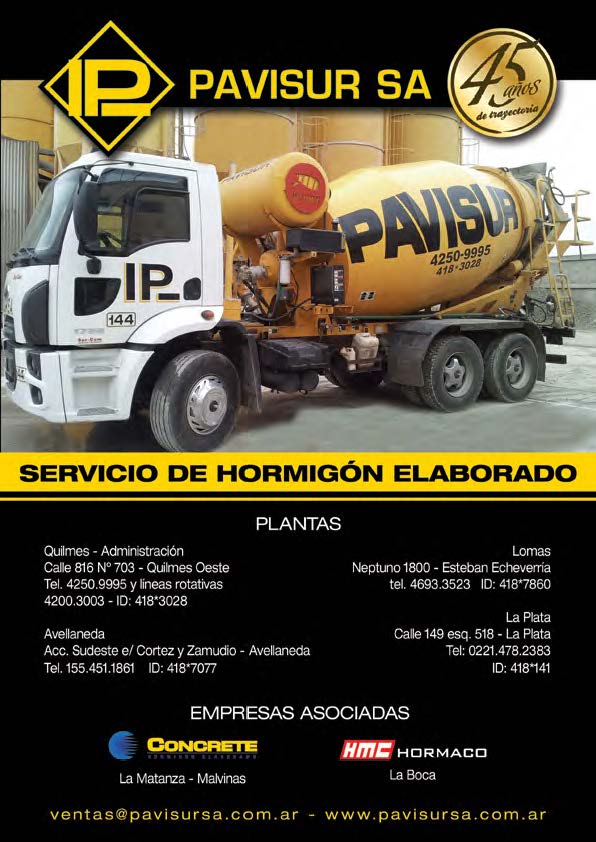 IP
PAVISUR SA
45
años
de trayectoria
PAVISUR
4250-9995
418*3028
IP
144
SERVICIO DE HORMIGÓN ELABORADO
PLANTAS
Quilmes - Administración
Calle 816 N° 703 - Quilmes Oeste
Tel. 4250.9995 y líneas rotativas
4200.3003 - ID: 418*3028
Avellaneda
Acc. Sudeste e/ Cortez y Zamudio - Avellaneda
Tel. 155.451.1861 ID: 418*7077
Lomas
Neptuno 1800 - Esteban Echeverría
tel. 4693.3523 ID: 418*7860
La Plata
Calle 149 esq. 518 - La Plata
Tel: 0221.478.2383
ID: 418*141
EMPRESAS ASOCIADAS
CONCRETE
HORMIGON ELABORADO
La Matanza - Malvinas
HMC HORMACO
La Boca
ventas@pavisursa.com.ar - www.pavisursa.com.ar